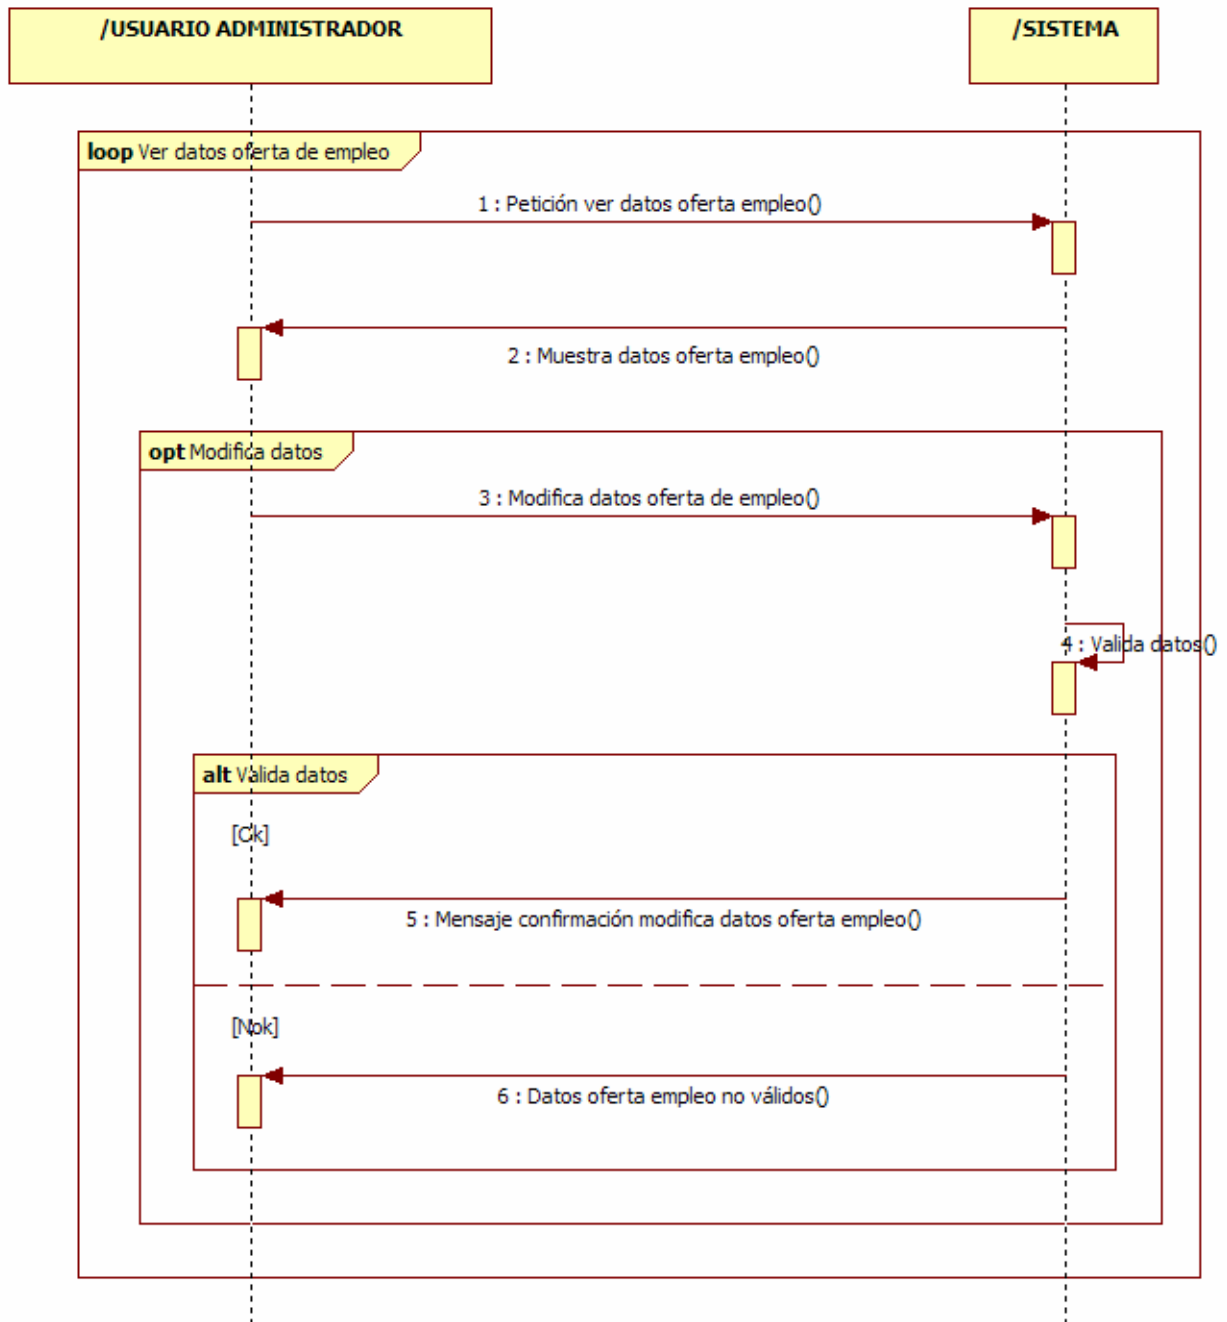 /USUARIO ADMINISTRADOR
/SISTEMA
loop Ver datos oferta de empleo
1 : Petición ver datos oferta empleo()
2 : Muestra datos oferta empleo()
opt Modifica datos
3 : Modifica datos oferta de empleo()
4 : Valida datos()
alt Valida datos
[Ok]
5 : Mensaje confirmación modifica datos oferta empleo()
[Nok]
6 : Datos oferta empleo no válidos()